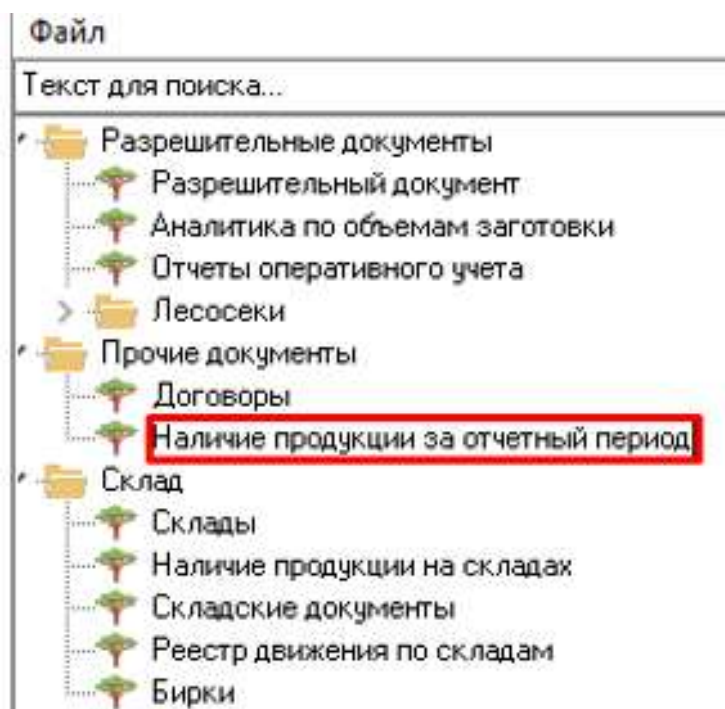 Файл
Текст для поиска...
Разрешительные документы
Разрешительный документ
Аналитика по объемам заготовки
Отчеты оперативного учета
Лесосеки
Прочие документы
Договоры
Наличие продукции за отчетный период
Склад
Склады
Наличие продукции на складах
Складские документы
Реестр движения по складам
Бирки